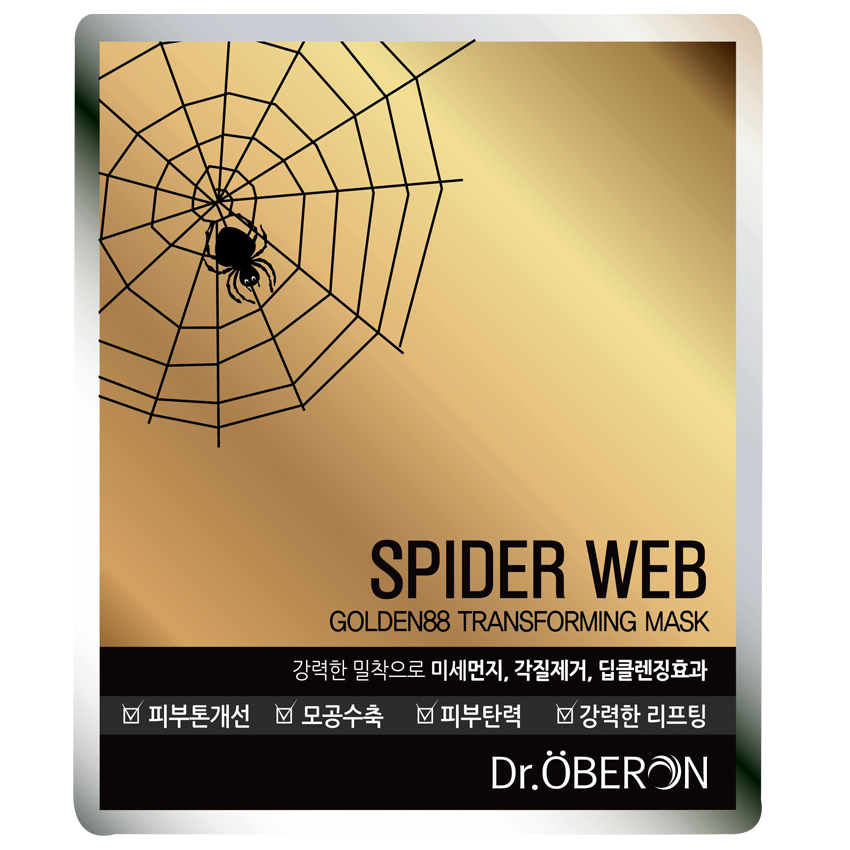 SPIDER WEB
GOLDEN88 TRANSFORMING MASK
강력한 밀착으로 미세먼지, 각질제거, 딥클렌징효과
☑ 피부톤개선 ☑ 모공수축 ☑ 피부탄력 ☑ 강력한 리프팅
Dr.ÖBERON